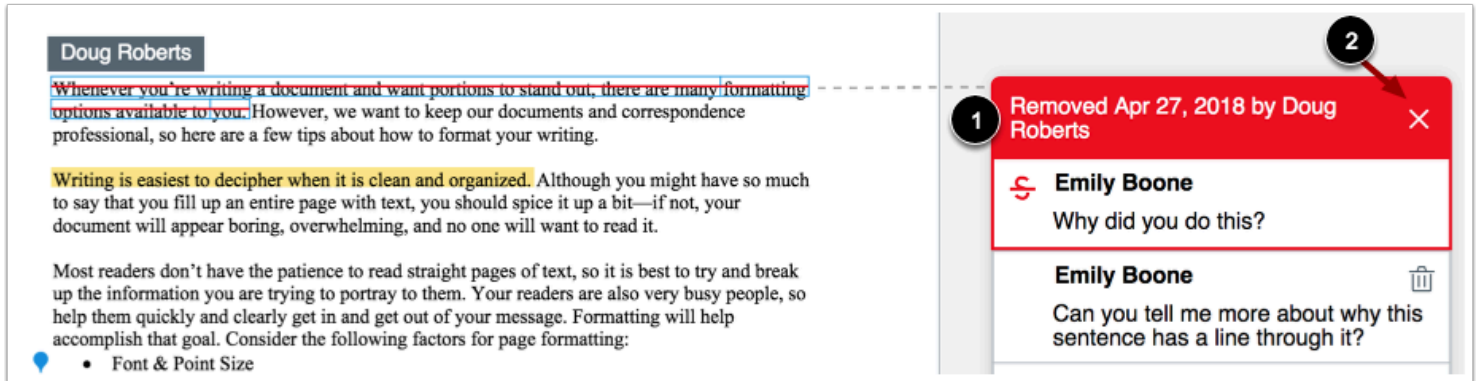 Doug Roberts
Whenever you're writing a document and want portions to stand out, there are many formatting
options available to you. However, we want to keep our documents and correspondence
professional, so here are a few tips about how to format your writing.
Writing is easiest to decipher when it is clean and organized. Although you might have so much
to say that you fill up an entire page with text, you should spice it up a bit—if not, your
document will appear boring, overwhelming, and no one will want to read it.
Most readers don't have the patience to read straight pages of text, so it is best to try and break
up the information you are trying to portray to them. Your readers are also very busy people, so
help them quickly and clearly get in and get out of your message. Formatting will help
accomplish that goal. Consider the following factors for page formatting:
• Font & Point Size
2
1
Removed Apr 27, 2018 by Doug
Roberts
Emily Boone
Why did you do this?
Emily Boone
Can you tell me more about why this
sentence has a line through it?